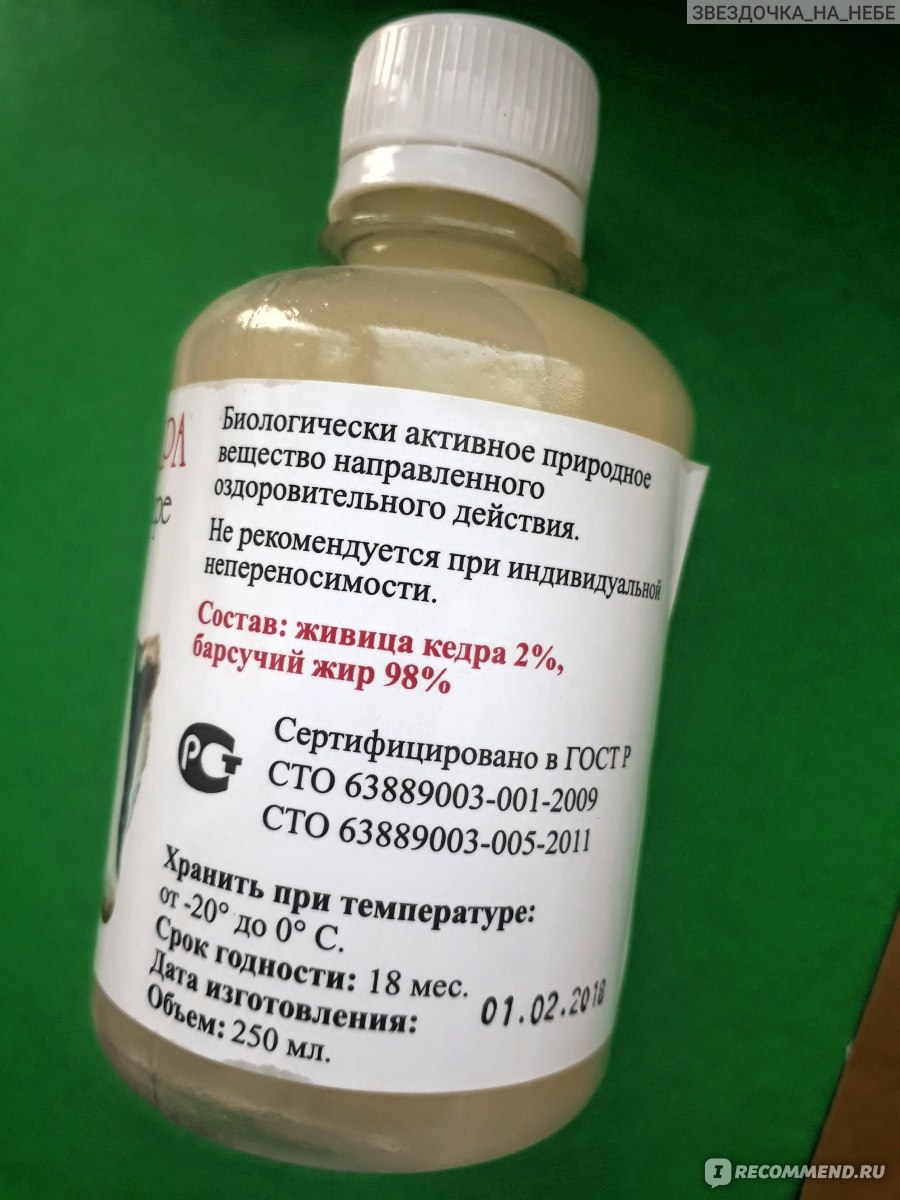 ЗВЕЗДОЧКА_НА_НЕБЕ
Биологически активное природное
вещество направленного
оздоровительного действия.
Не рекомендуется при индивидуальной
непереносимости.
Состав: живица кедра 2%,
барсучий жир 98%
РСТ
Сертифицировано в ГОСТ Р
СТО 63889003-001-2009
СТО 63889003-005-2011
Хранить при температуре:
от -20° до 0° С.
Срок годности: 18 мес.
Дата изготовления: 01.02.2018
Объем: 250 мл.
IRECOMMEND.RU